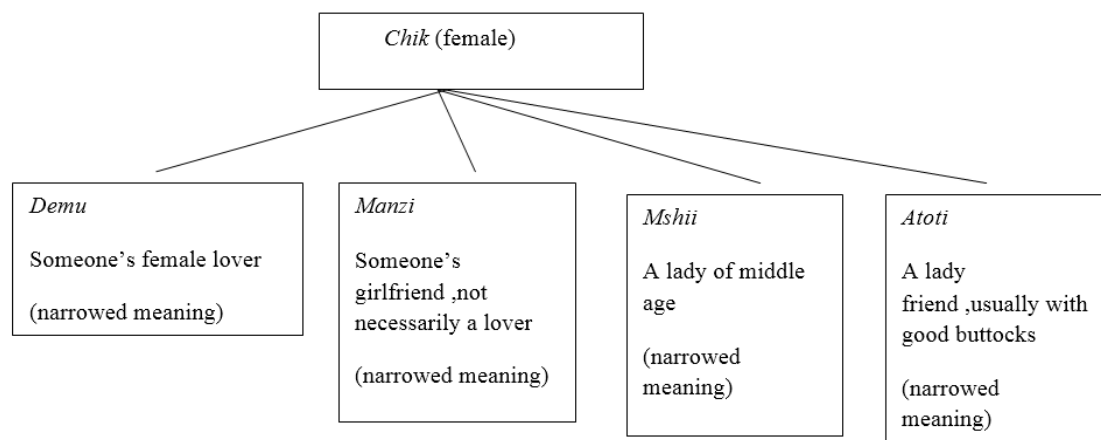 Chik (female)
Demu
Someone's female lover
(narrowed meaning)
Manzi
Someone's
girlfriend ,not
necessarily a lover
(narrowed meaning)
Mshii
A lady of middle
age
(narrowed
meaning)
Atoti
A lady
friend ,usually with
good buttocks
(narrowed
meaning)